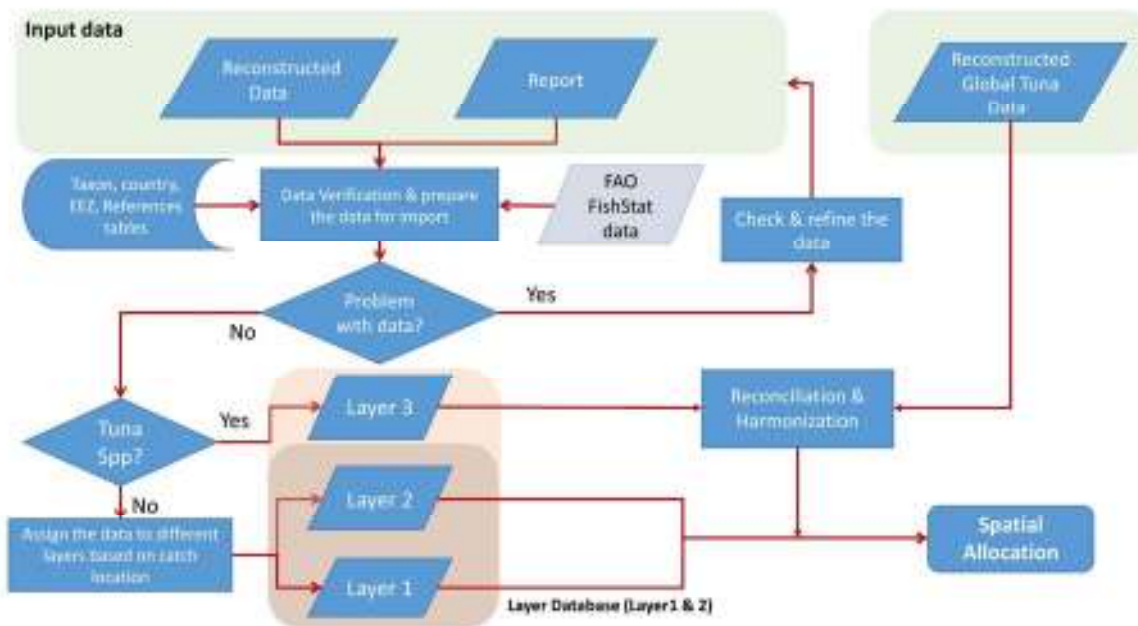 Input data
Reconstructed
Data
Report
Reconstructed
Global Tuna
Data
Taxon, country,
EEZ, References
tables
Data Verification & prepare
the data for import
FAO
FishStat
data
Check & refine the
data
Problem
with data?
Yes
No
Tuna
Spp?
Yes
Layer 3
Reconciliation &
Harmonization
No
Layer 2
Assign the data to different
layers based on catch
location
Layer 1
Spatial
Allocation
Layer Database (Layer1 & 2)